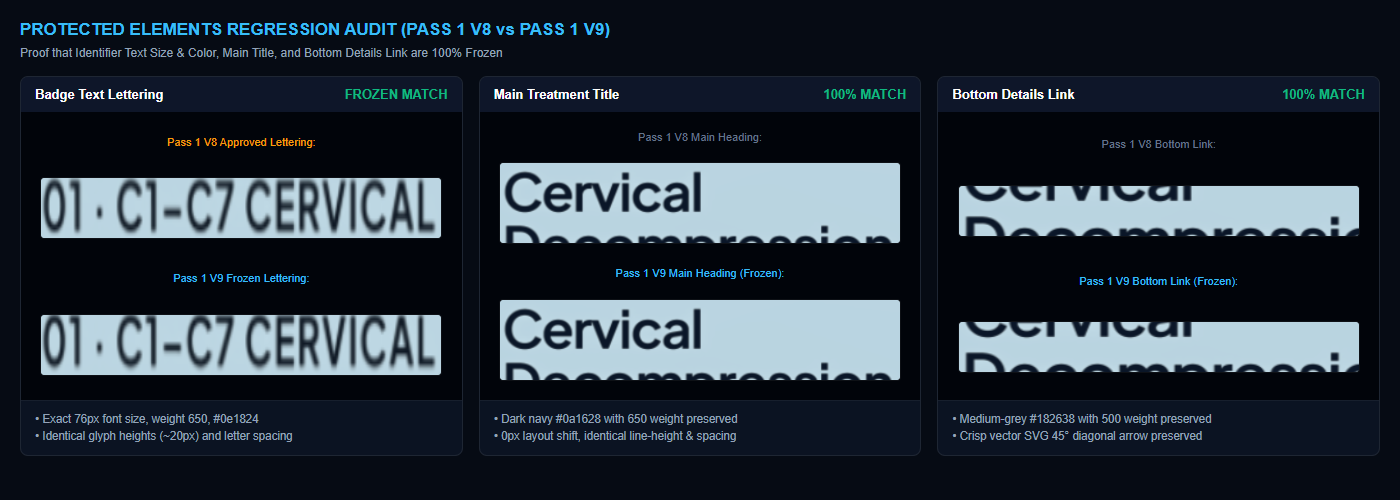 PROTECTED ELEMENTS REGRESSION AUDIT (PASS 1 V8 vs PASS 1 V9)
Proof that Identifier Text Size & Color, Main Title, and Bottom Details Link are 100% Frozen
Badge Text Lettering
FROZEN MATCH
Pass 1 V8 Approved Lettering:
01 · C1–C7 CERVICAL
Pass 1 V9 Frozen Lettering:
01 · C1–C7 CERVICAL
• Exact 76px font size, weight 650, #0e1824
• Identical glyph heights (~20px) and letter spacing
Main Treatment Title
100% MATCH
Pass 1 V8 Main Heading:
Cervical
Decompression
Pass 1 V9 Main Heading (Frozen):
Cervical
Decompression
• Dark navy #0a1628 with 650 weight preserved
• 0px layout shift, identical line-height & spacing
Bottom Details Link
100% MATCH
Pass 1 V8 Bottom Link:
Cervical
Decompressio
Pass 1 V9 Bottom Link (Frozen):
Cervical
Decompressio
• Medium-grey #182638 with 500 weight preserved
• Crisp vector SVG 45° diagonal arrow preserved